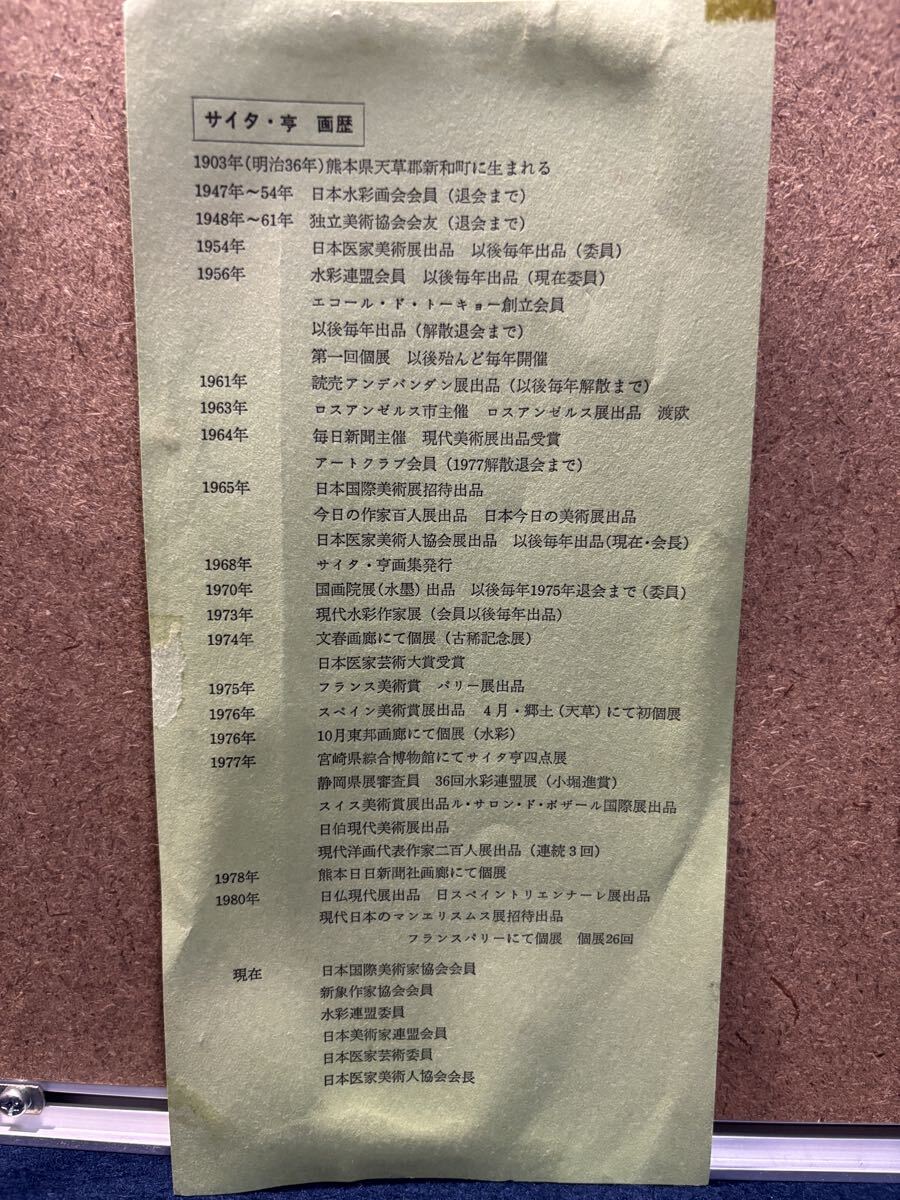 サイタ・亨　画歴
1903年(明治36年)熊本県天草郡新和町に生まれる
1947年～54年　日本水彩画会会員（退会まで）
1948年～61年　独立美術協会会友（退会まで）
1954年　日本医家美術展出品　以後毎年出品（委員）
1956年　水彩連盟会員　以後毎年出品（現在委員）
エコール・ド・トーキョー創立会員
以後毎年出品（解散退会まで）
第一回個展　以後殆んど毎年開催
1961年　読売アンデパンダン展出品（以後毎年解散まで）
1963年　ロスアンゼルス市主催　ロスアンゼルス展出品　渡欧
1964年　毎日新聞主催　現代美術展出品受賞
アートクラブ会員（1977解散退会まで）
1965年　日本国際美術展招待出品
今日の作家百人展出品　日本今日の美術展出品
日本医家美術人協会展出品　以後毎年出品(現在・会長)
1968年　サイタ・亨画集発行
1970年　国画院展（水墨）出品　以後毎年1975年退会まで（委員）
1973年　現代水彩作家展（会員以後毎年出品）
1974年　文春画廊にて個展（古稀記念展）
日本医家芸術大賞受賞
1975年　フランス美術賞　パリー展出品
1976年　スペイン美術賞展出品　4月・郷土（天草）にて初個展
1976年　10月東邦画廊にて個展（水彩）
1977年　宮崎県綜合博物館にてサイタ亨四点展
静岡県展審査員　36回水彩連盟展（小堀進賞）
スイス美術賞展出品ル・サロン・ド・ボザール国際展出品
日伯現代美術展出品
現代洋画代表作家二百人展出品（連続3回）
1978年　熊本日日新聞社画廊にて個展
1980年　日仏現代展出品　日スペイントリエンナーレ展出品
現代日本のマンエリスムス展招待出品
フランスパリーにて個展　個展26回
現在　日本国際美術家協会会員
新象作家協会会員
水彩連盟委員
日本美術家連盟会員
日本医家芸術委員
日本医家美術人協会会長